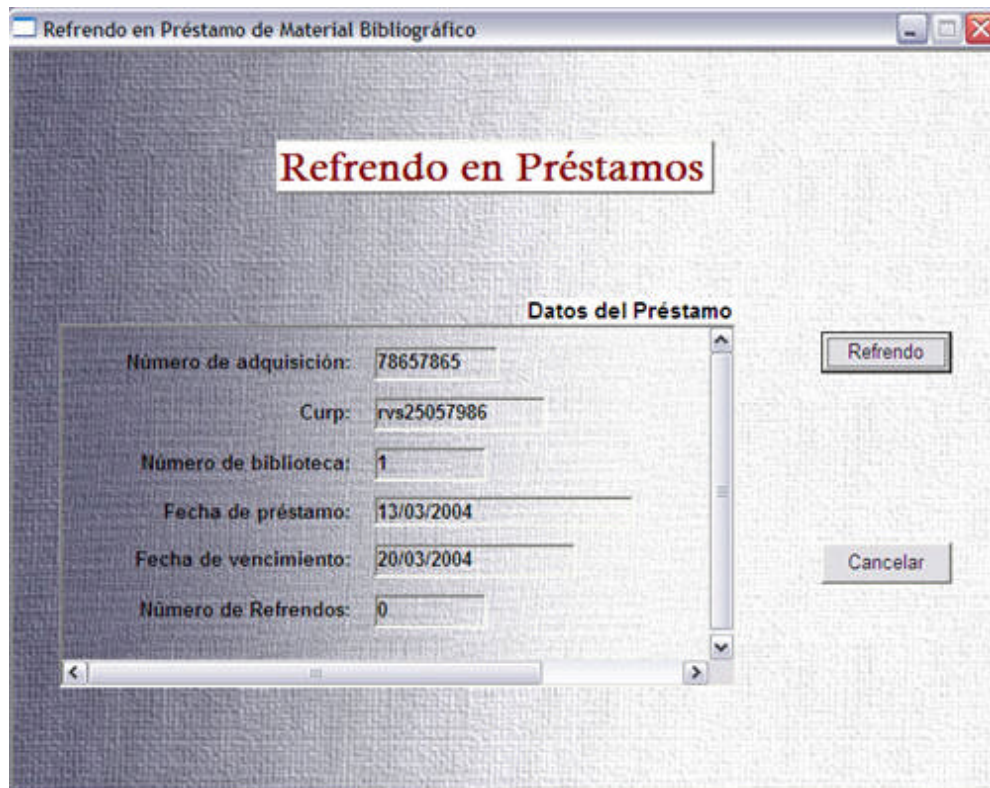 Refrendo en Préstamo de Material Bibliográfico
Refrendo en Préstamos
Datos del Préstamo
Número de adquisición: 78657865
Refrendo
Curp: rvs25057986
Número de biblioteca: 1
Fecha de préstamo: 13/03/2004
Fecha de vencimiento: 20/03/2004
Cancelar
Número de Refrendos: 0